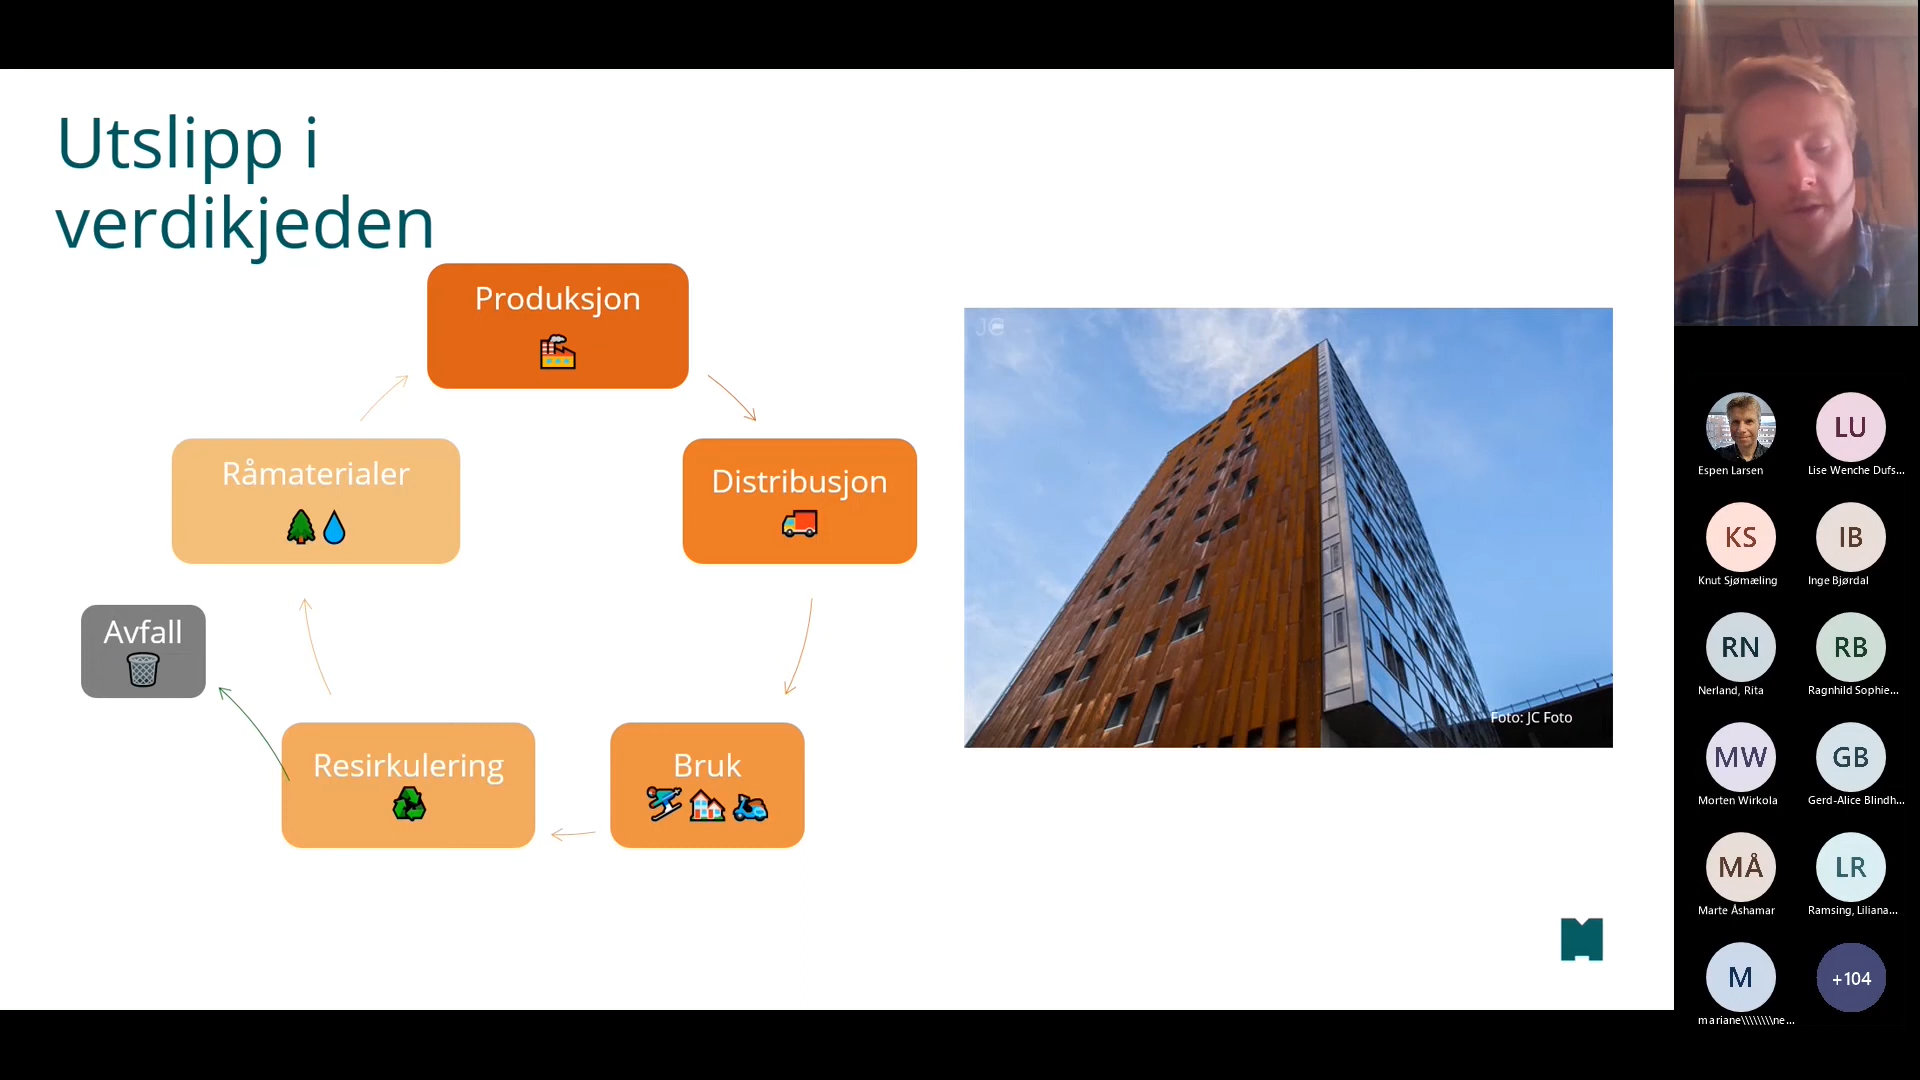 Utslipp i
verdikjeden
Produksjon
Råmaterialer
Distribusjon
Avfall
Resirkulering
Bruk
JC
Foto: JC Foto
Espen Larsen
LU
Lise Wenche Dufs...
KS
Knut Sjømæling
IB
Inge Bjørdal
RN
Nerland, Rita
RB
Ragnhild Sophie...
MW
Morten Wirkola
GB
Gerd-Alice Blindh...
MÅ
Marte Åshamar
LR
Ramsing, Liliana...
M
mariane\\\\\\\\ne...
+104